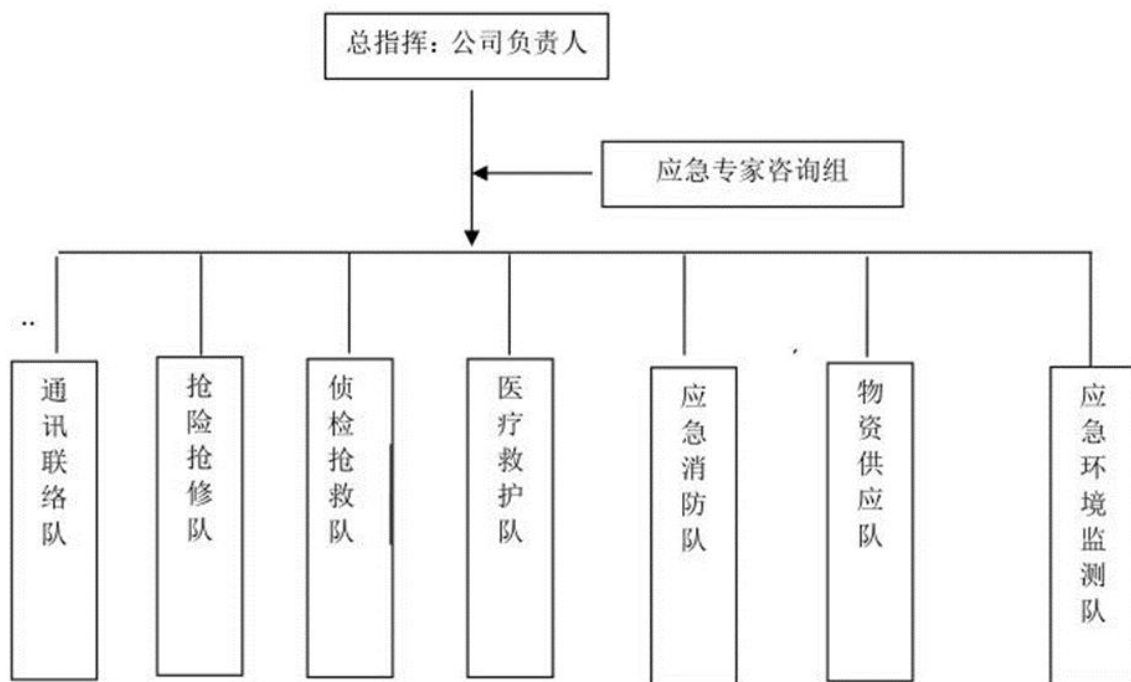 总指挥：公司负责人
应急专家咨询组
通讯联络队
抢险抢修队
侦检抢救队
医疗救护队
应急消防队
物资供应队
应急环境监测队